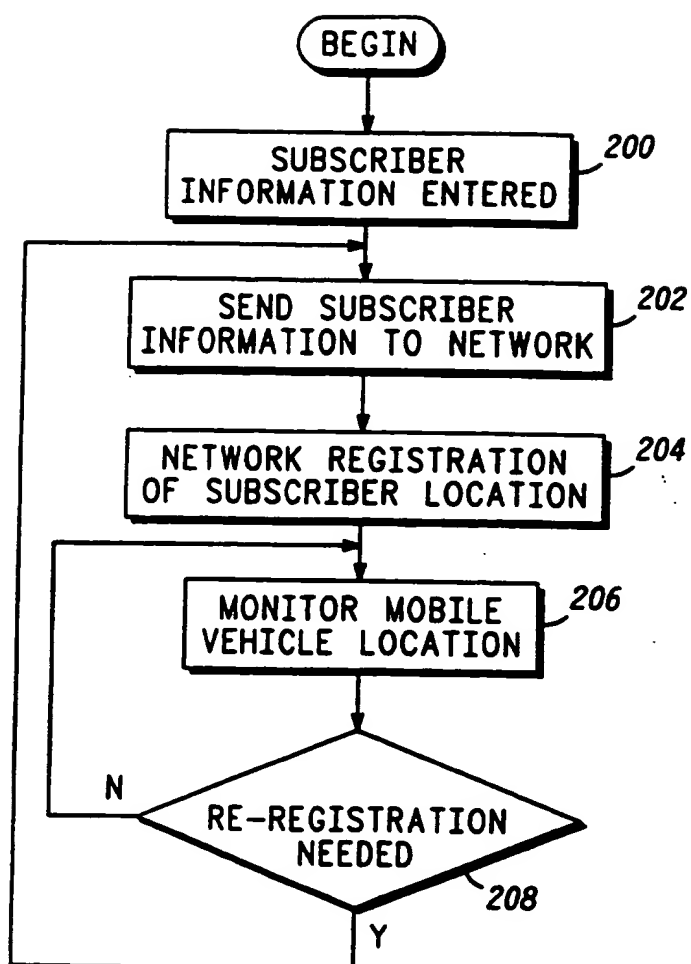 BEGIN
SUBSCRIBER
INFORMATION ENTERED
200
SEND SUBSCRIBER
INFORMATION TO NETWORK
202
NETWORK REGISTRATION
OF SUBSCRIBER LOCATION
204
MONITOR MOBILE
VEHICLE LOCATION
206
N
RE-REGISTRATION
NEEDED
208
Y